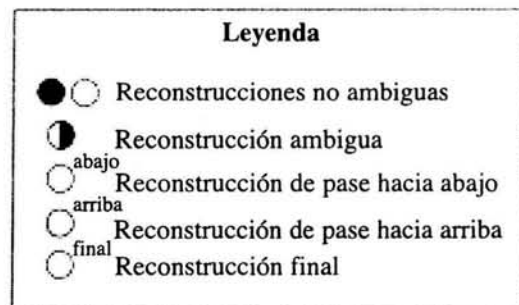 Leyenda
Reconstrucciones no ambiguas
Reconstrucción ambigua
abajo
Reconstrucción de pase hacia abajo
arriba
Reconstrucción de pase hacia arriba
final
Reconstrucción final